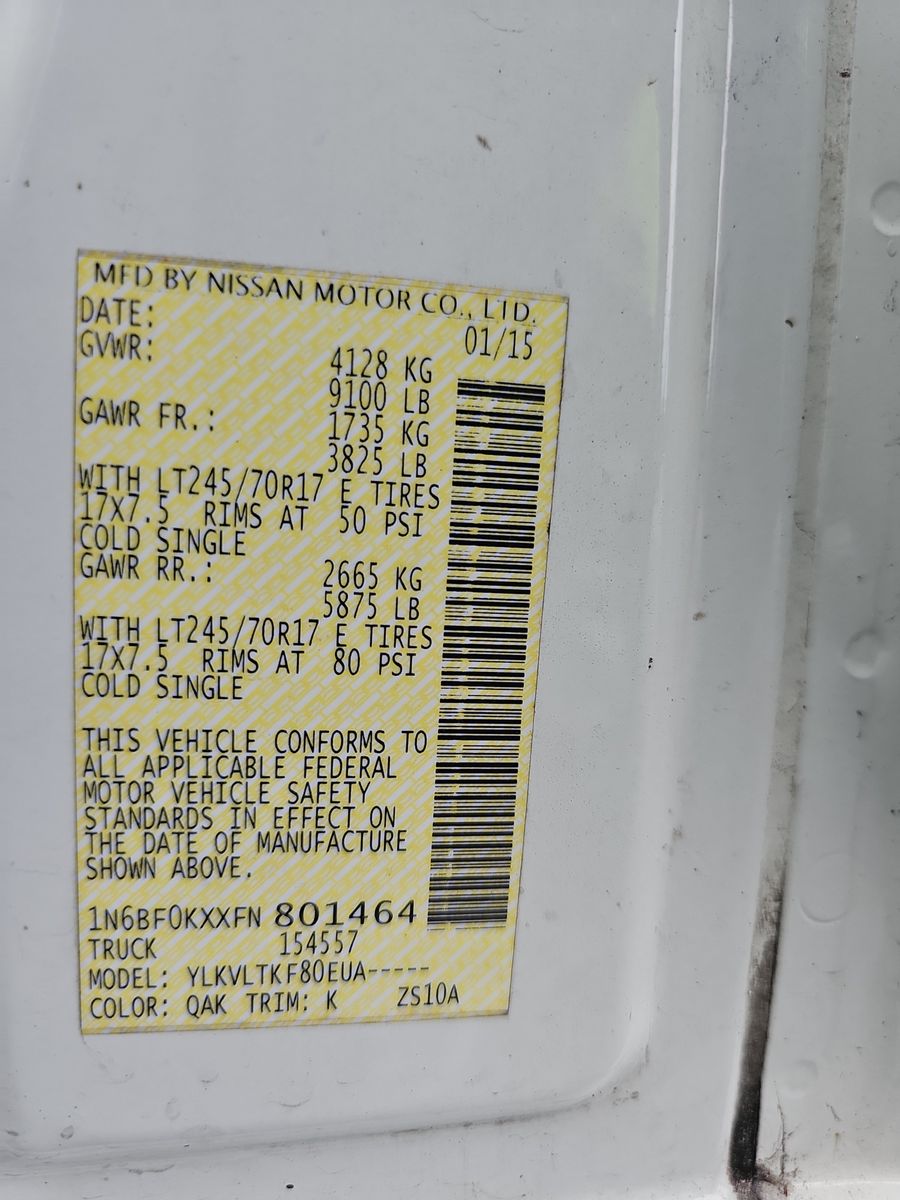 MFD BY NISSAN MOTOR CO., LTD.
DATE: 01/15
GVWR: 4128 KG
9100 LB
GAWR FR.: 1735 KG
3825 LB
WITH LT245/70R17 E TIRES
17X7.5 RIMS AT 50 PSI
COLD SINGLE
GAWR RR.: 2665 KG
5875 LB
WITH LT245/70R17 E TIRES
17X7.5 RIMS AT 80 PSI
COLD SINGLE
THIS VEHICLE CONFORMS TO
ALL APPLICABLE FEDERAL
MOTOR VEHICLE SAFETY
STANDARDS IN EFFECT ON
THE DATE OF MANUFACTURE
SHOWN ABOVE.
1N6BF0KXXFN 801464
TRUCK 154557
MODEL: YLKVLTKF80EUA-----
COLOR: QAK TRIM: K ZS10A